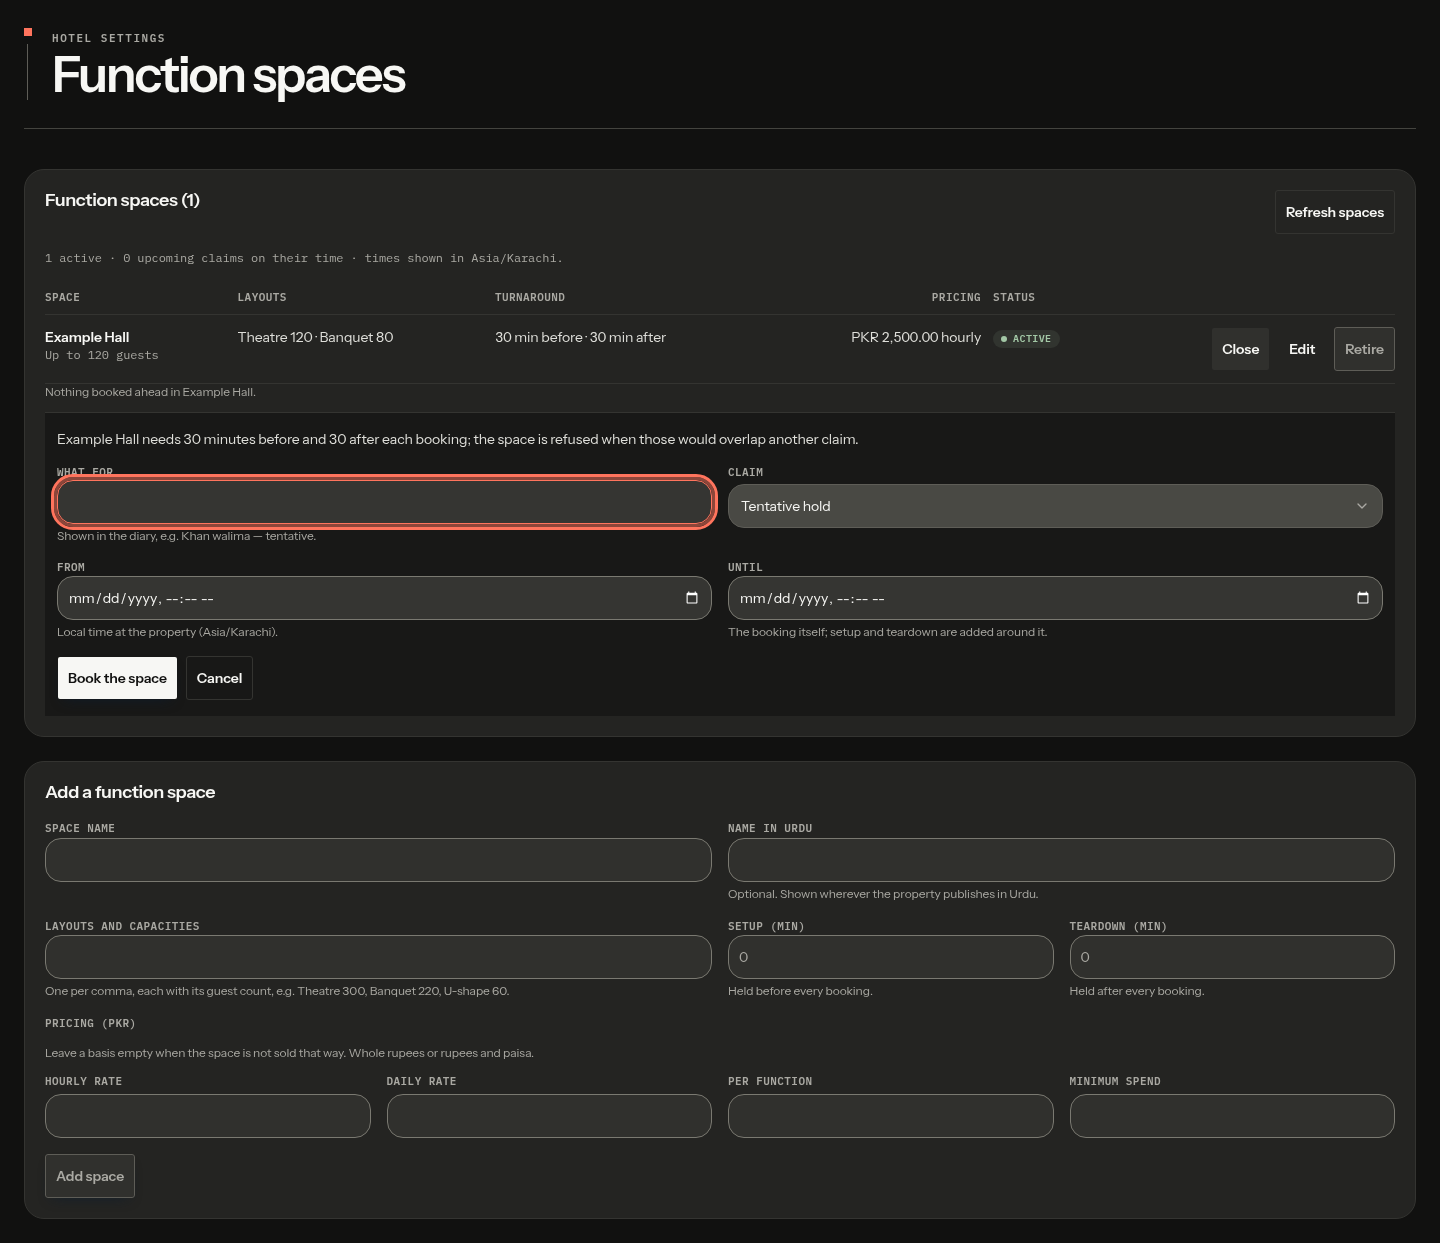 HOTEL SETTINGS
Function spaces
Function spaces (1)
Refresh spaces
1 active · 0 upcoming claims on their time · times shown in Asia/Karachi.
SPACE LAYOUTS TURNAROUND PRICING STATUS
Example Hall Theatre 120 · Banquet 80 30 min before · 30 min after PKR 2,500.00 hourly ACTIVE Close Edit Retire
Up to 120 guests
Nothing booked ahead in Example Hall.
Example Hall needs 30 minutes before and 30 after each booking; the space is refused when those would overlap another claim.
WHAT FOR CLAIM
Tentative hold
Shown in the diary, e.g. Khan walima — tentative.
FROM UNTIL
mm/dd/yyyy, --:-- -- mm/dd/yyyy, --:-- --
Local time at the property (Asia/Karachi). The booking itself; setup and teardown are added around it.
Book the space Cancel
Add a function space
SPACE NAME NAME IN URDU
Optional. Shown wherever the property publishes in Urdu.
LAYOUTS AND CAPACITIES SETUP (MIN) TEARDOWN (MIN)
0 0
One per comma, each with its guest count, e.g. Theatre 300, Banquet 220, U-shape 60. Held before every booking. Held after every booking.
PRICING (PKR)
Leave a basis empty when the space is not sold that way. Whole rupees or rupees and paisa.
HOURLY RATE DAILY RATE PER FUNCTION MINIMUM SPEND
Add space